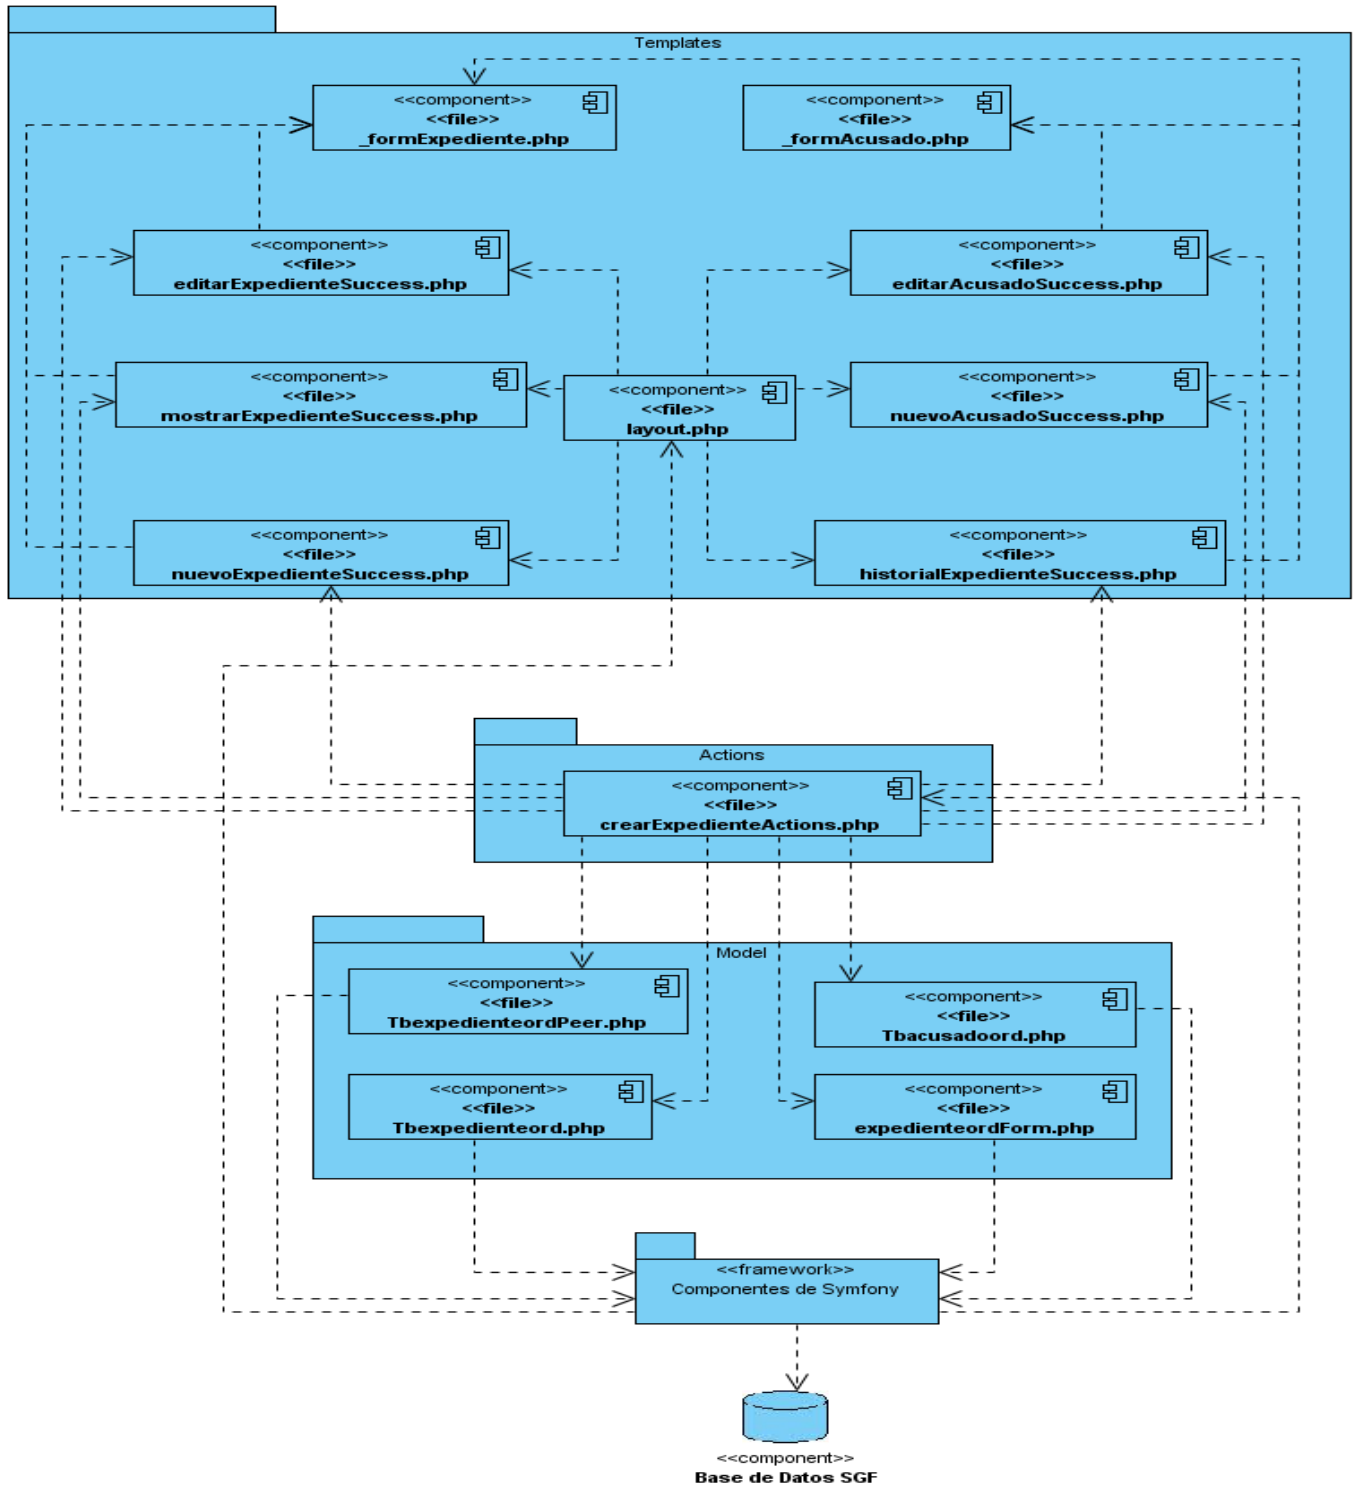 Templates
<<component>>
<<file>>
_formExpediente.php
<<component>>
<<file>>
_formAcusado.php
<<component>>
<<file>>
editarExpedienteSuccess.php
<<component>>
<<file>>
editarAcusadoSuccess.php
<<component>>
<<file>>
mostrarExpedienteSuccess.php
<<component>>
<<file>>
layout.php
<<component>>
<<file>>
nuevoAcusadoSuccess.php
<<component>>
<<file>>
nuevoExpedienteSuccess.php
<<component>>
<<file>>
historialExpedienteSuccess.php
Actions
<<component>>
<<file>>
crearExpedienteActions.php
Model
<<component>>
<<file>>
TbexpedienteordPeer.php
<<component>>
<<file>>
Tbacusadoord.php
<<component>>
<<file>>
Tbexpedienteord.php
<<component>>
<<file>>
expedienteordForm.php
<<framework>>
Componentes de Symfony
<<component>>
Base de Datos SGF